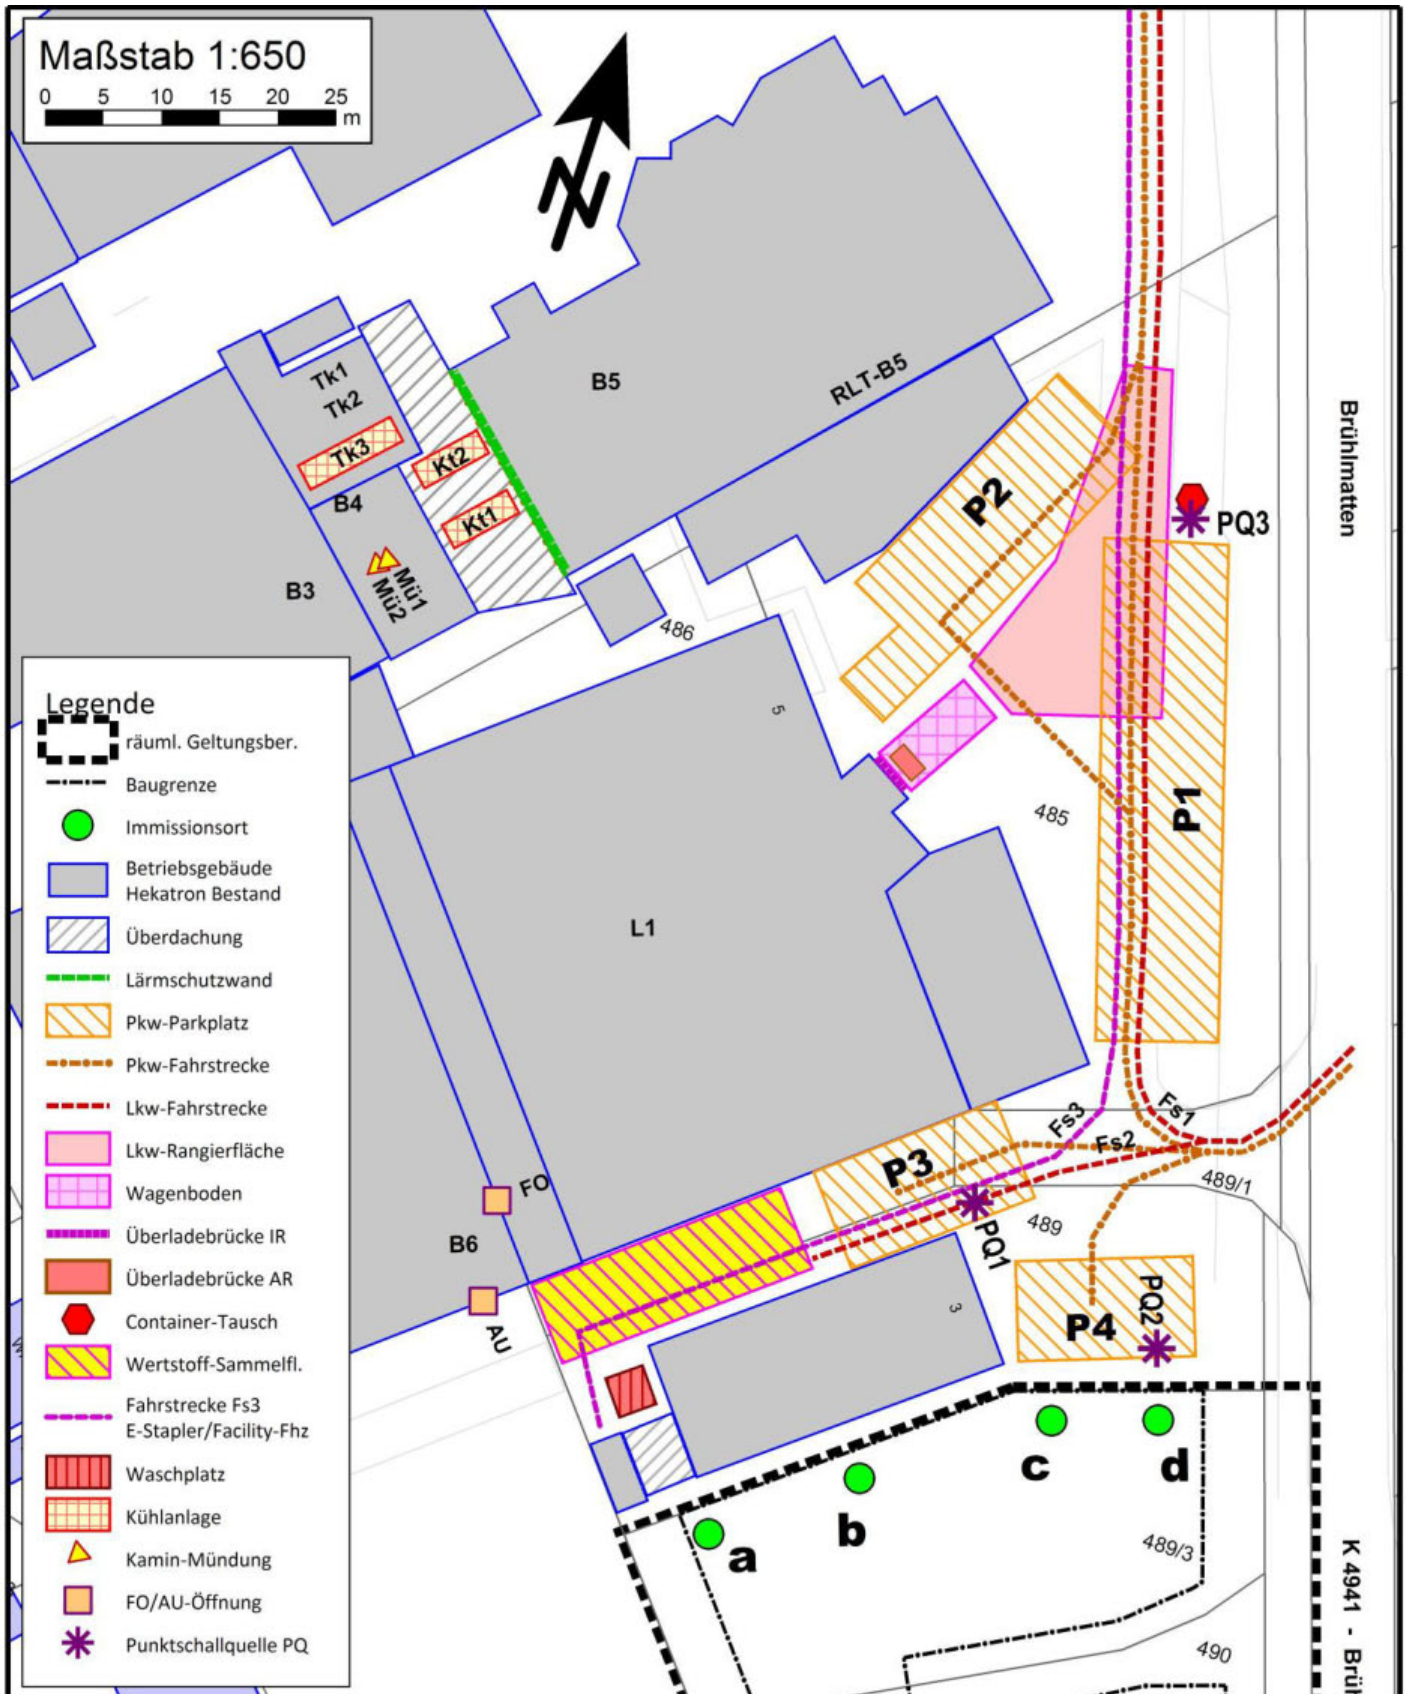 Maßstab 1:650
0 5 10 15 20 25
m
N
B5
RLT-B5
Tk1
Tk2
Tk3
Kt2
Kt1
B4
Mü1
Mü2
B3
P2
PQ3
Brühlmatten
486
5
485
P1
L1
Legende
räuml. Geltungsber.
Baugrenze
Immissionsort
Betriebsgebäude
Hekatron Bestand
Überdachung
Lärmschutzwand
Pkw-Parkplatz
Pkw-Fahrstrecke
Lkw-Fahrstrecke
Lkw-Rangierfläche
Wagenboden
Überladebrücke IR
Überladebrücke AR
Container-Tausch
Wertstoff-Sammelfl.
Fahrstrecke Fs3
E-Stapler/Facility-Fhz
Waschplatz
Kühlanlage
Kamin-Mündung
FO/AU-Öffnung
Punktschallquelle PQ
Fs3
Fs1
Fs2
P3
489/1
FO
B6
489
PQ1
AU
3
PQ2
P4
a
b
c
d
489/3
490
K 4941 - Brüh